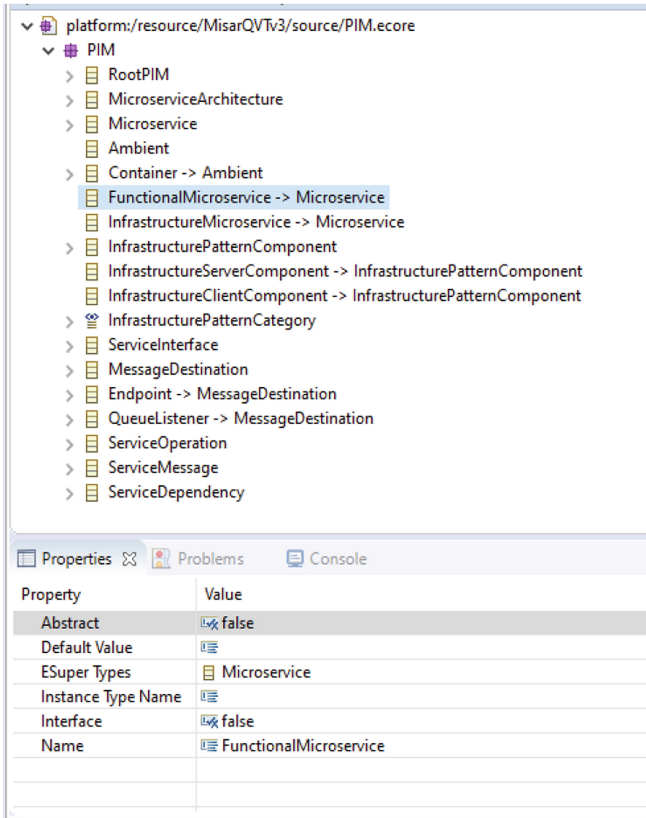 platform:/resource/MisarQVTv3/source/PIM.ecore
PIM
RootPIM
MicroserviceArchitecture
Microservice
Ambient
Container -> Ambient
FunctionalMicroservice -> Microservice
InfrastructureMicroservice -> Microservice
InfrastructurePatternComponent
InfrastructureServerComponent -> InfrastructurePatternComponent
InfrastructureClientComponent -> InfrastructurePatternComponent
InfrastructurePatternCategory
ServiceInterface
MessageDestination
Endpoint -> MessageDestination
QueueListener -> MessageDestination
ServiceOperation
ServiceMessage
ServiceDependency
Properties Problems Console
Property Value
Abstract false
Default Value
ESuper Types Microservice
Instance Type Name
Interface false
Name FunctionalMicroservice